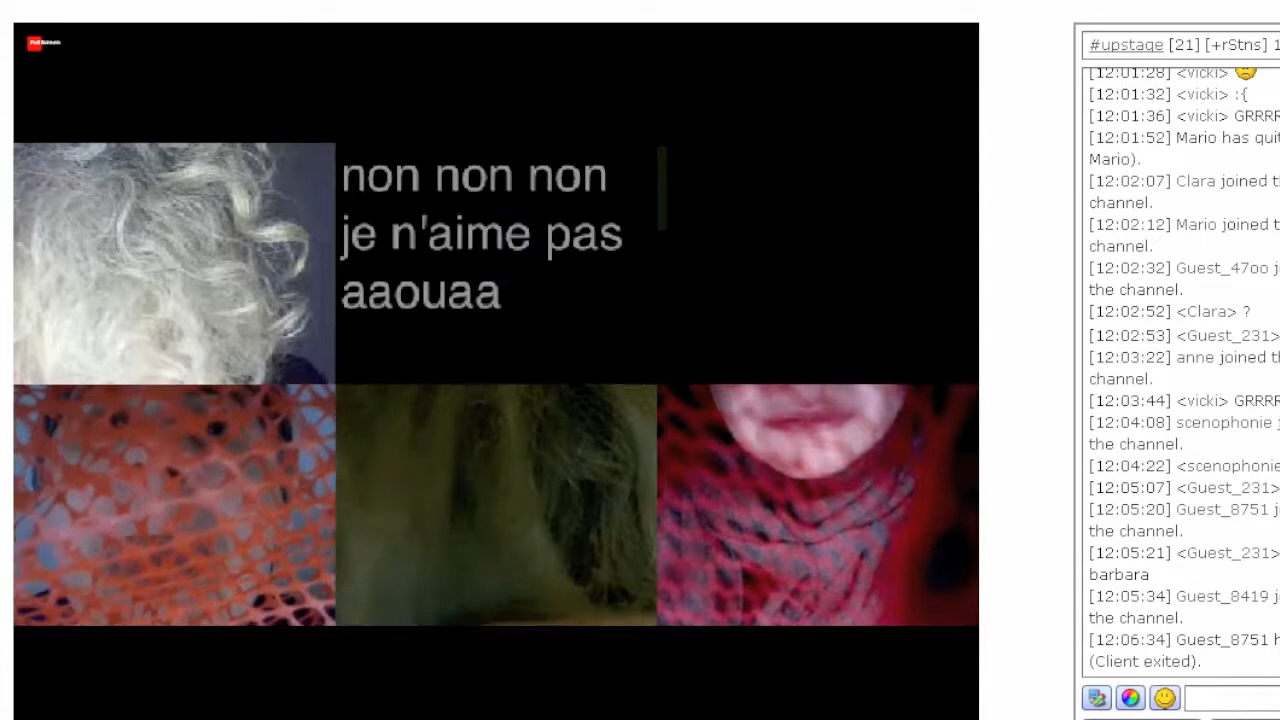 Full Screen
non non non
je n'aime pas
aaouaa
#upstage [21] [+rStns] 1
[12:01:28] <vicki>
[12:01:32] <vicki> :{
[12:01:36] <vicki> GRRRR
[12:01:52] Mario has quit
Mario).
[12:02:07] Clara joined th
channel.
[12:02:12] Mario joined t
channel.
[12:02:32] Guest_47oo j
the channel.
[12:02:52] <Clara> ?
[12:02:53] <Guest_231>
[12:03:22] anne joined th
channel.
[12:03:44] <vicki> GRRRR
[12:04:08] scenophonie j
the channel.
[12:04:22] <scenophonie
[12:05:07] <Guest_231>
[12:05:20] Guest_8751 j
the channel.
[12:05:21] <Guest_231>
barbara
[12:05:34] Guest_8419 j
the channel.
[12:06:34] Guest_8751 h
(Client exited).